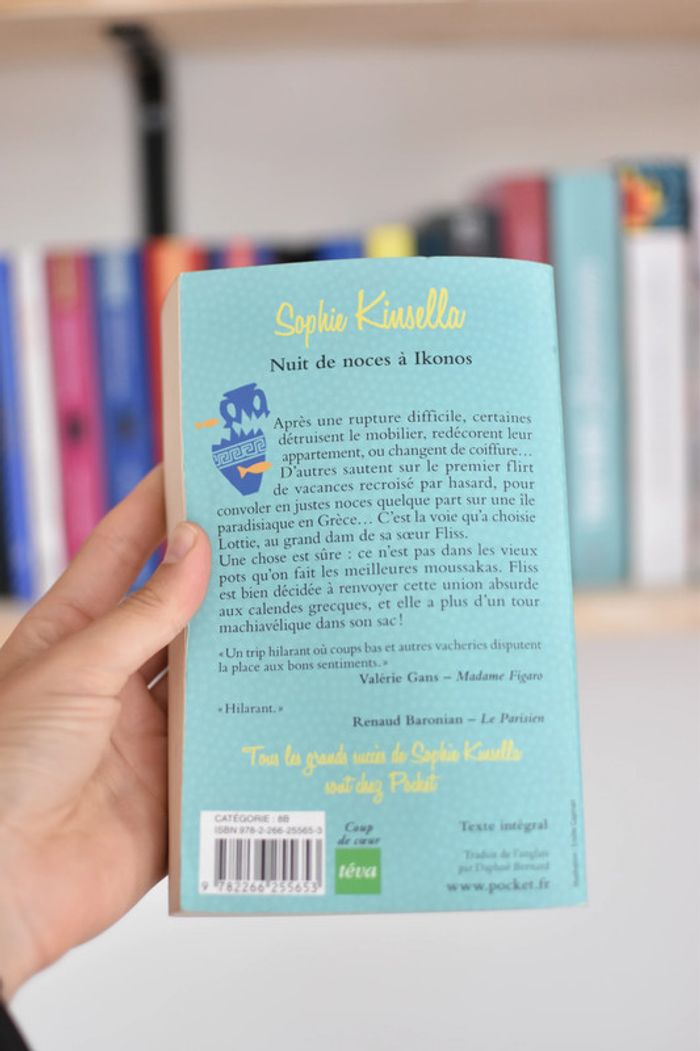 Sophie Kinsella
Nuit de noces à Ikonos
Après une rupture difficile, certaines
détruisent le mobilier, redécorent leur
appartement, ou changent de coiffure…
D'autres sautent sur le premier flirt
de vacances recroisé par hasard, pour
convoler en justes noces quelque part sur une île
paradisiaque en Grèce… C'est la voie qu'a choisie
Lottie, au grand dam de sa sœur Fliss.
Une chose est sûre : ce n'est pas dans les vieux
pots qu'on fait les meilleures moussakas. Fliss
est bien décidée à renvoyer cette union absurde
aux calendes grecques, et elle a plus d'un tour
machiavélique dans son sac !
« Un trip hilarant où coups bas et autres vacheries disputent
la place aux bons sentiments. »
Valérie Gans – Madame Figaro
« Hilarant. »
Renaud Baronian – Le Parisien
Tous les grands succès de Sophie Kinsella
sont chez Pocket
CATÉGORIE : 8B
ISBN 978-2-266-25565-3
9 782266 255653
Coup
de cœur
téva
Texte intégral
Traduit de l'anglais
par Daphné Bernard
www.pocket.fr